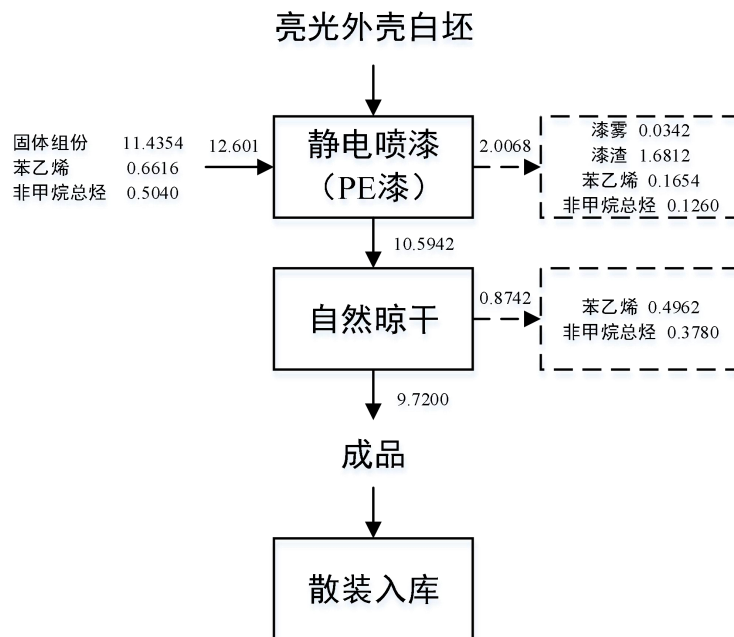 亮光外壳白坯
固体组份 11.4354
苯乙烯 0.6616
非甲烷总烃 0.5040
12.601
静电喷漆
（PE漆）
2.0068
漆雾 0.0342
漆渣 1.6812
苯乙烯 0.1654
非甲烷总烃 0.1260
10.5942
自然晾干
0.8742
苯乙烯 0.4962
非甲烷总烃 0.3780
9.7200
成品
散装入库